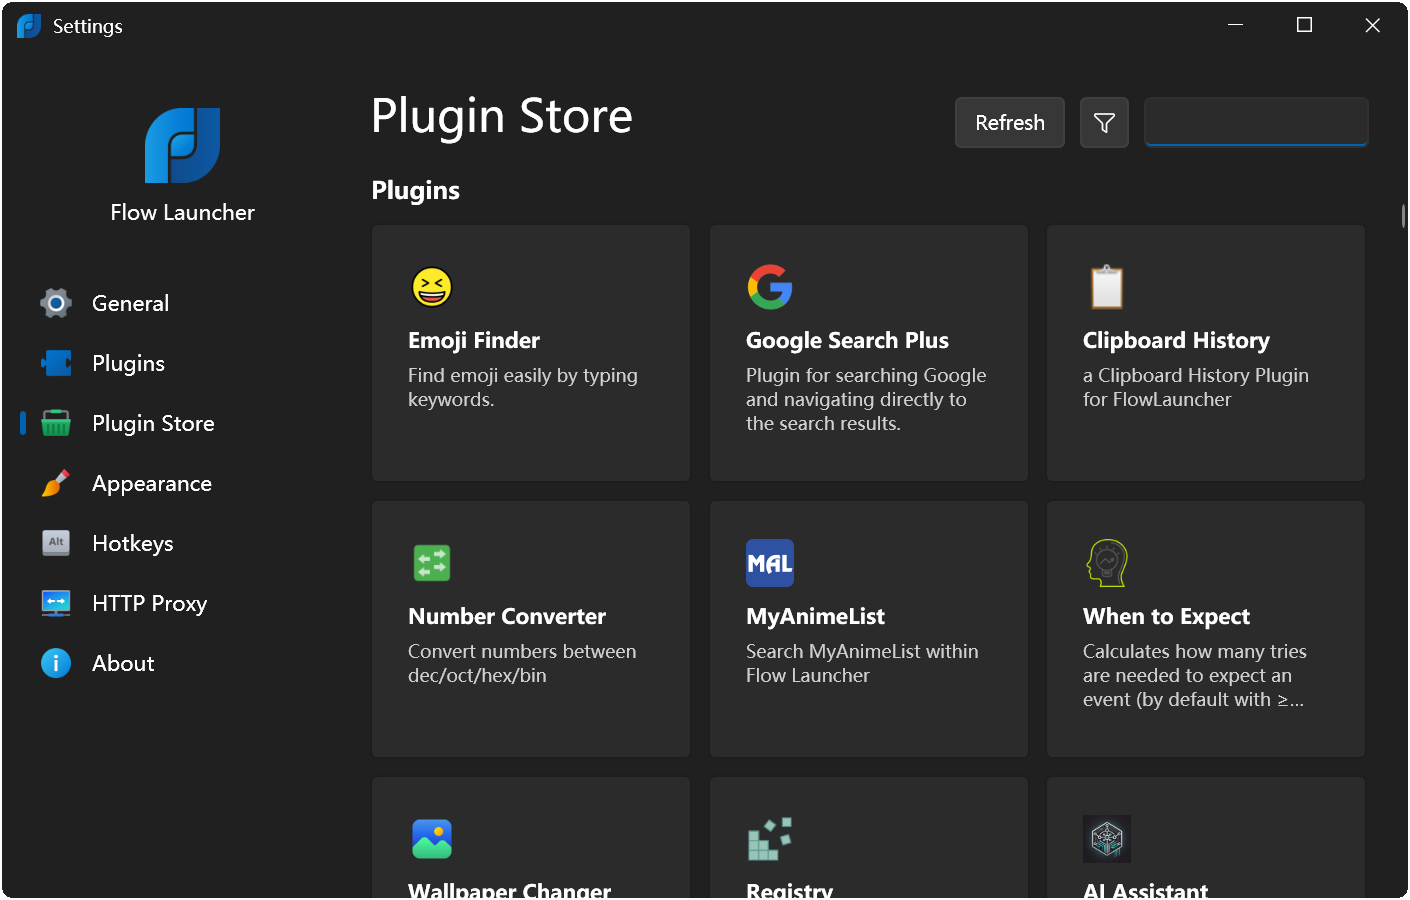 Settings
Flow Launcher
General
Plugins
Plugin Store
Appearance
Alt
Hotkeys
HTTP Proxy
About
Plugin Store
Refresh
Plugins
Emoji Finder
Find emoji easily by typing
keywords.
Google Search Plus
Plugin for searching Google
and navigating directly to
the search results.
Clipboard History
a Clipboard History Plugin
for FlowLauncher
Number Converter
Convert numbers between
dec/oct/hex/bin
MAL
MyAnimeList
Search MyAnimeList within
Flow Launcher
When to Expect
Calculates how many tries
are needed to expect an
event (by default with ≥...
Wallpaper Changer
Registry
AI Assistant